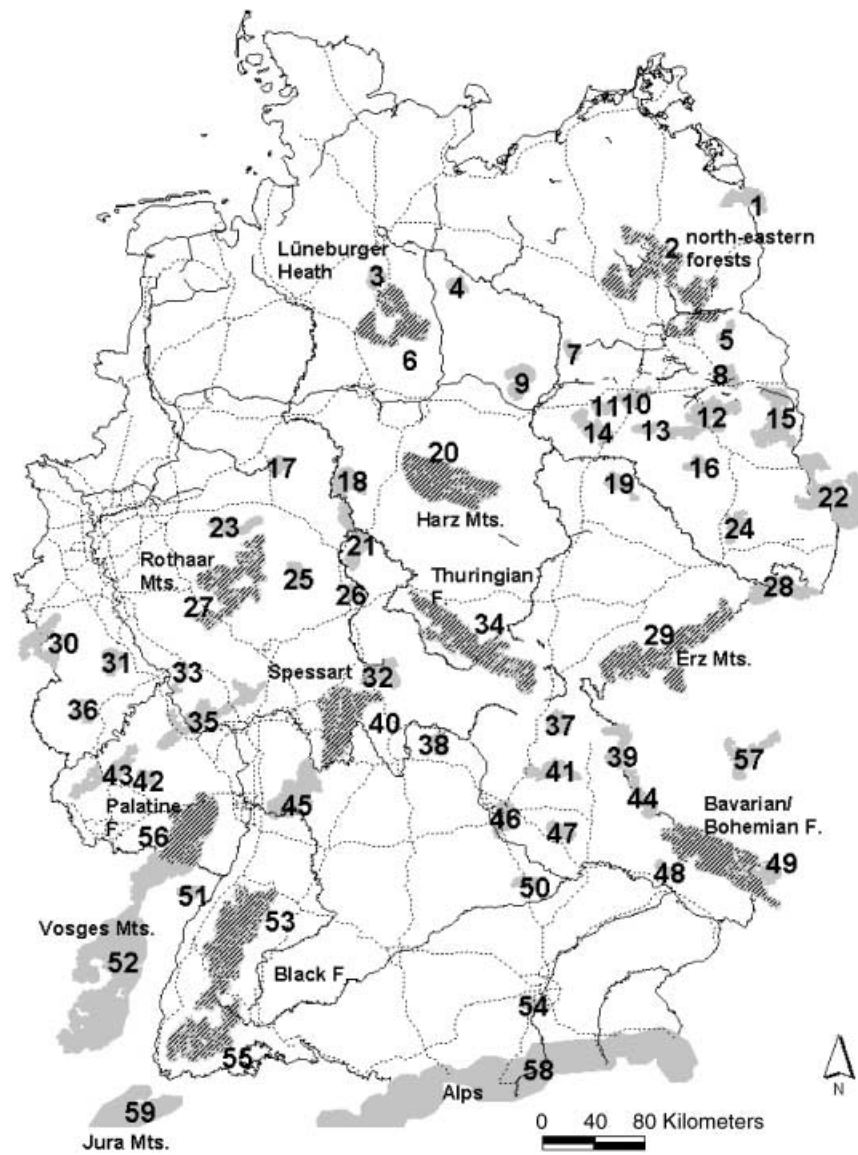 1
2 north-eastern
forests
Lüneburger
Heath
3
4
5
6
7
8
9
11 10
12
15
14
13
17
20
16
18
19
22
Harz Mts.
23
24
Rothaar
Mts.
21
25
Thuringian
F.
26
28
27
34
29
30
31
33
Spessart
32
Erz Mts.
36
35
40
37
38
39
57
43
42
41
44
Palatine
F.
45
Bavarian/
Bohemian F.
56
46
47
48
49
51
50
Vosges Mts.
53
52
Black F.
54
55
58
Alps
N
59
0 40 80 Kilometers
Jura Mts.